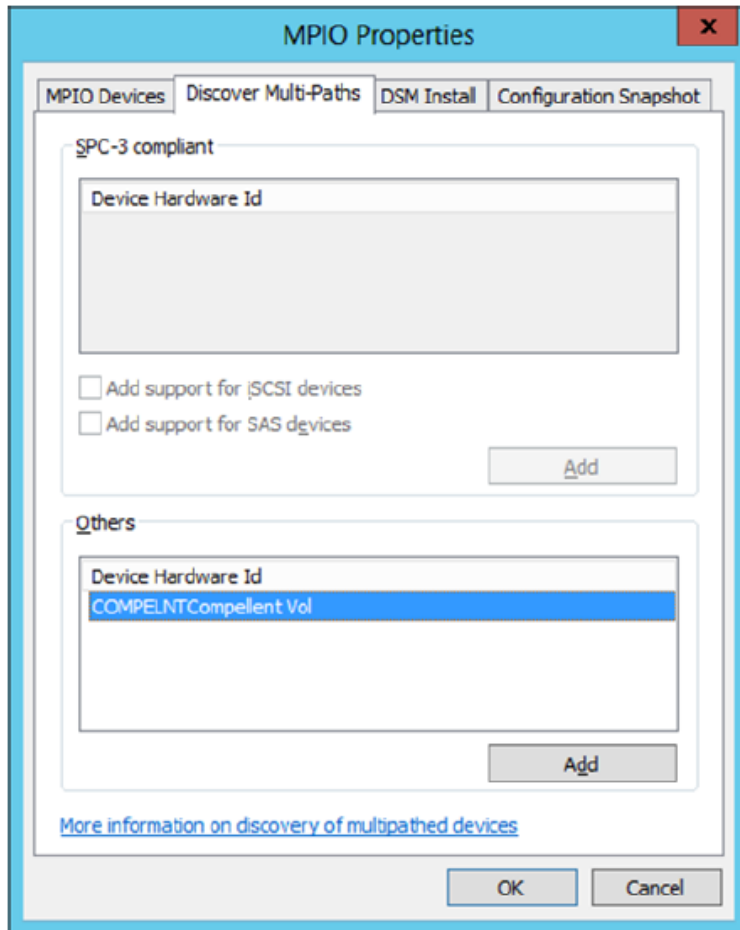 MPIO Properties
x
MPIO Devices Discover Multi-Paths DSM Install Configuration Snapshot
SPC-3 compliant
Device Hardware Id
Add support for iSCSI devices
Add support for SAS devices
Add
Others
Device Hardware Id
COMPELNTCompellent Vol
Add
More information on discovery of multipathed devices
OK Cancel